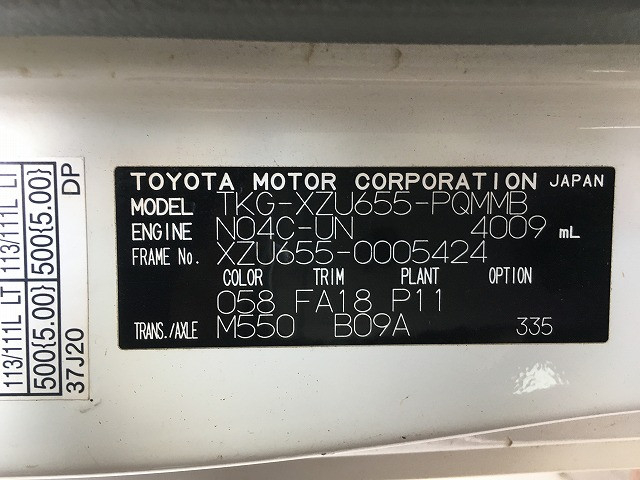 TOYOTA MOTOR CORPORATION JAPAN
MODEL TKG-XZU655-PQMMB
ENGINE N04C-UN 4009 mL
FRAME No. XZU655-0005424
COLOR TRIM PLANT OPTION
058 FA18 P11
TRANS./AXLE M550 B09A 335
113/111L LT 113/111L LT
500{5.00} 500{5.00}
37J20 DP